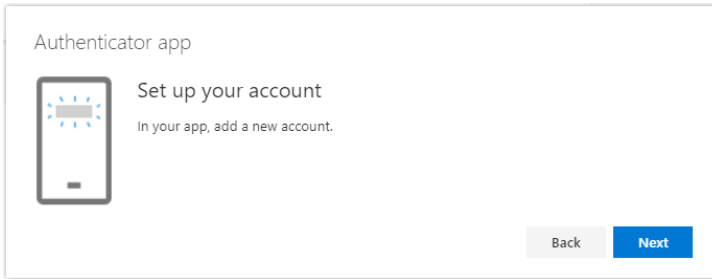 Authenticator app
Set up your account
In your app, add a new account.
Back
Next